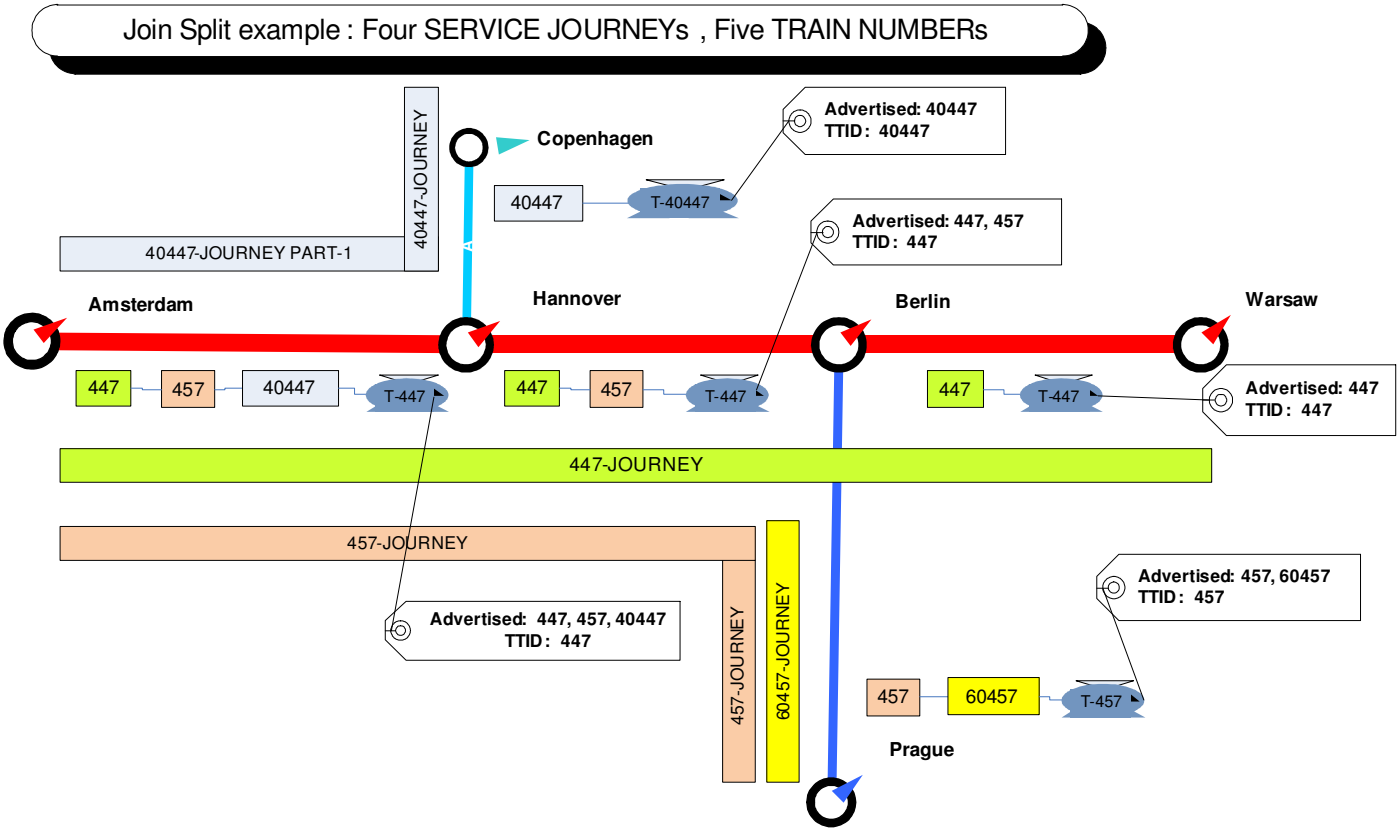 Join Split example : Four SERVICE JOURNEYs , Five TRAIN NUMBERs
40447-JOURNEY
Copenhagen
Advertised: 40447
TTID: 40447
40447
T-40447
Advertised: 447, 457
TTID: 447
40447-JOURNEY PART-1
A
Amsterdam
Hannover
Berlin
Warsaw
447
457
40447
T-447
447
457
T-447
447
T-447
Advertised: 447
TTID: 447
447-JOURNEY
457-JOURNEY
Advertised: 447, 457, 40447
TTID: 447
457-JOURNEY
60457-JOURNEY
Advertised: 457, 60457
TTID: 457
457
60457
T-457
Prague